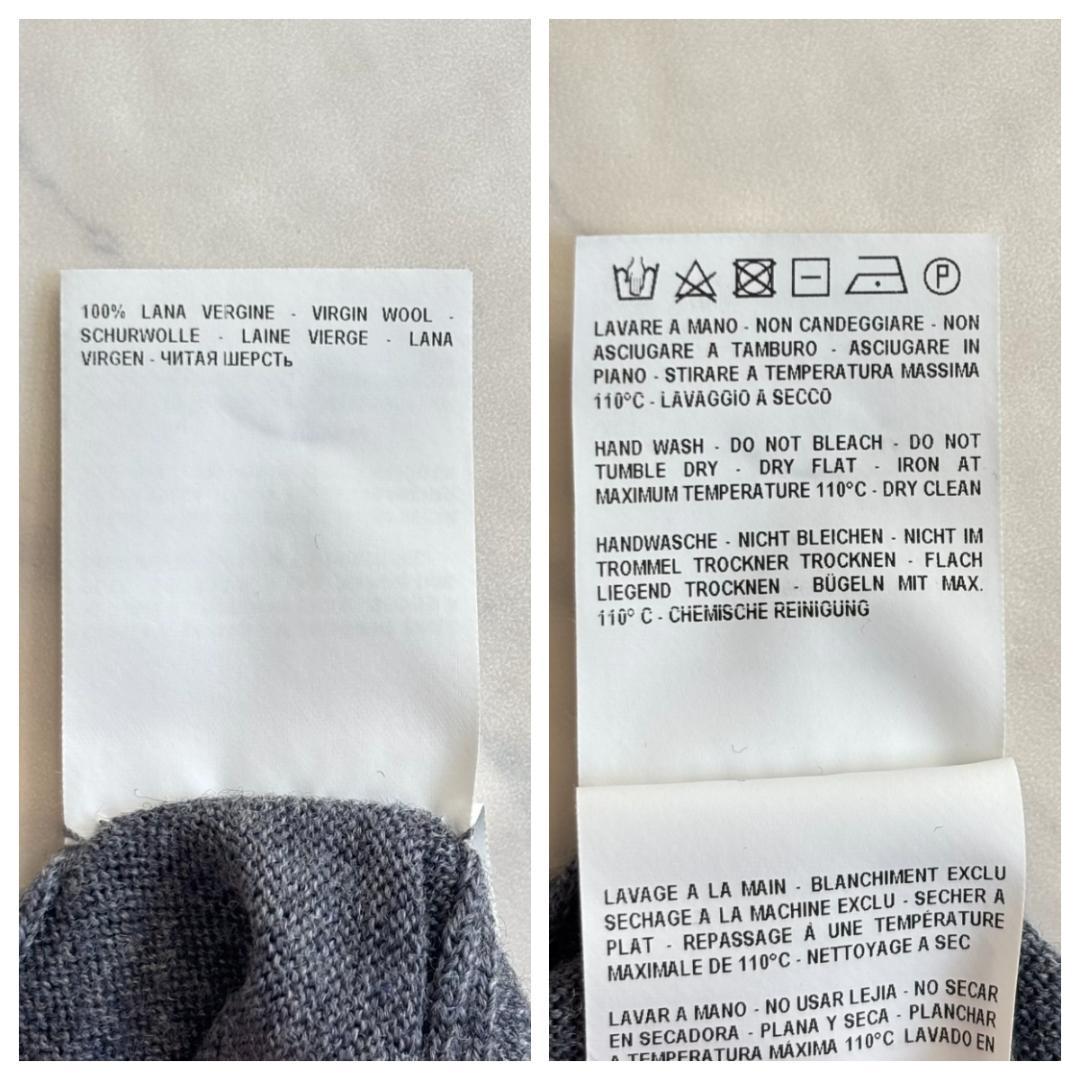 100% LANA VERGINE - VIRGIN WOOL -
SCHURWOLLE - LAINE VIERGE - LANA
VIRGEN - ЧИТАЯ ШЕРСТЬ
P
LAVARE A MANO - NON CANDEGGIARE - NON
ASCIUGARE A TAMBURO - ASCIUGARE IN
PIANO - STIRARE A TEMPERATURA MASSIMA
110°C - LAVAGGIO A SECCO
HAND WASH - DO NOT BLEACH - DO NOT
TUMBLE DRY - DRY FLAT - IRON AT
MAXIMUM TEMPERATURE 110°C - DRY CLEAN
HANDWASCHE - NICHT BLEICHEN - NICHT IM
TROMMEL TROCKNER TROCKNEN - FLACH
LIEGEND TROCKNEN - BÜGELN MIT MAX.
110° C - CHEMISCHE REINIGUNG
LAVAGE A LA MAIN - BLANCHIMENT EXCLU
SECHAGE A LA MACHINE EXCLU - SECHER A
PLAT - REPASSAGE À UNE TEMPÉRATURE
MAXIMALE DE 110°C - NETTOYAGE A SEC
LAVAR A MANO - NO USAR LEJIA - NO SECAR
EN SECADORA - PLANA Y SECA - PLANCHAR
A TEMPERATURA MÁXIMA 110°C LAVADO EN